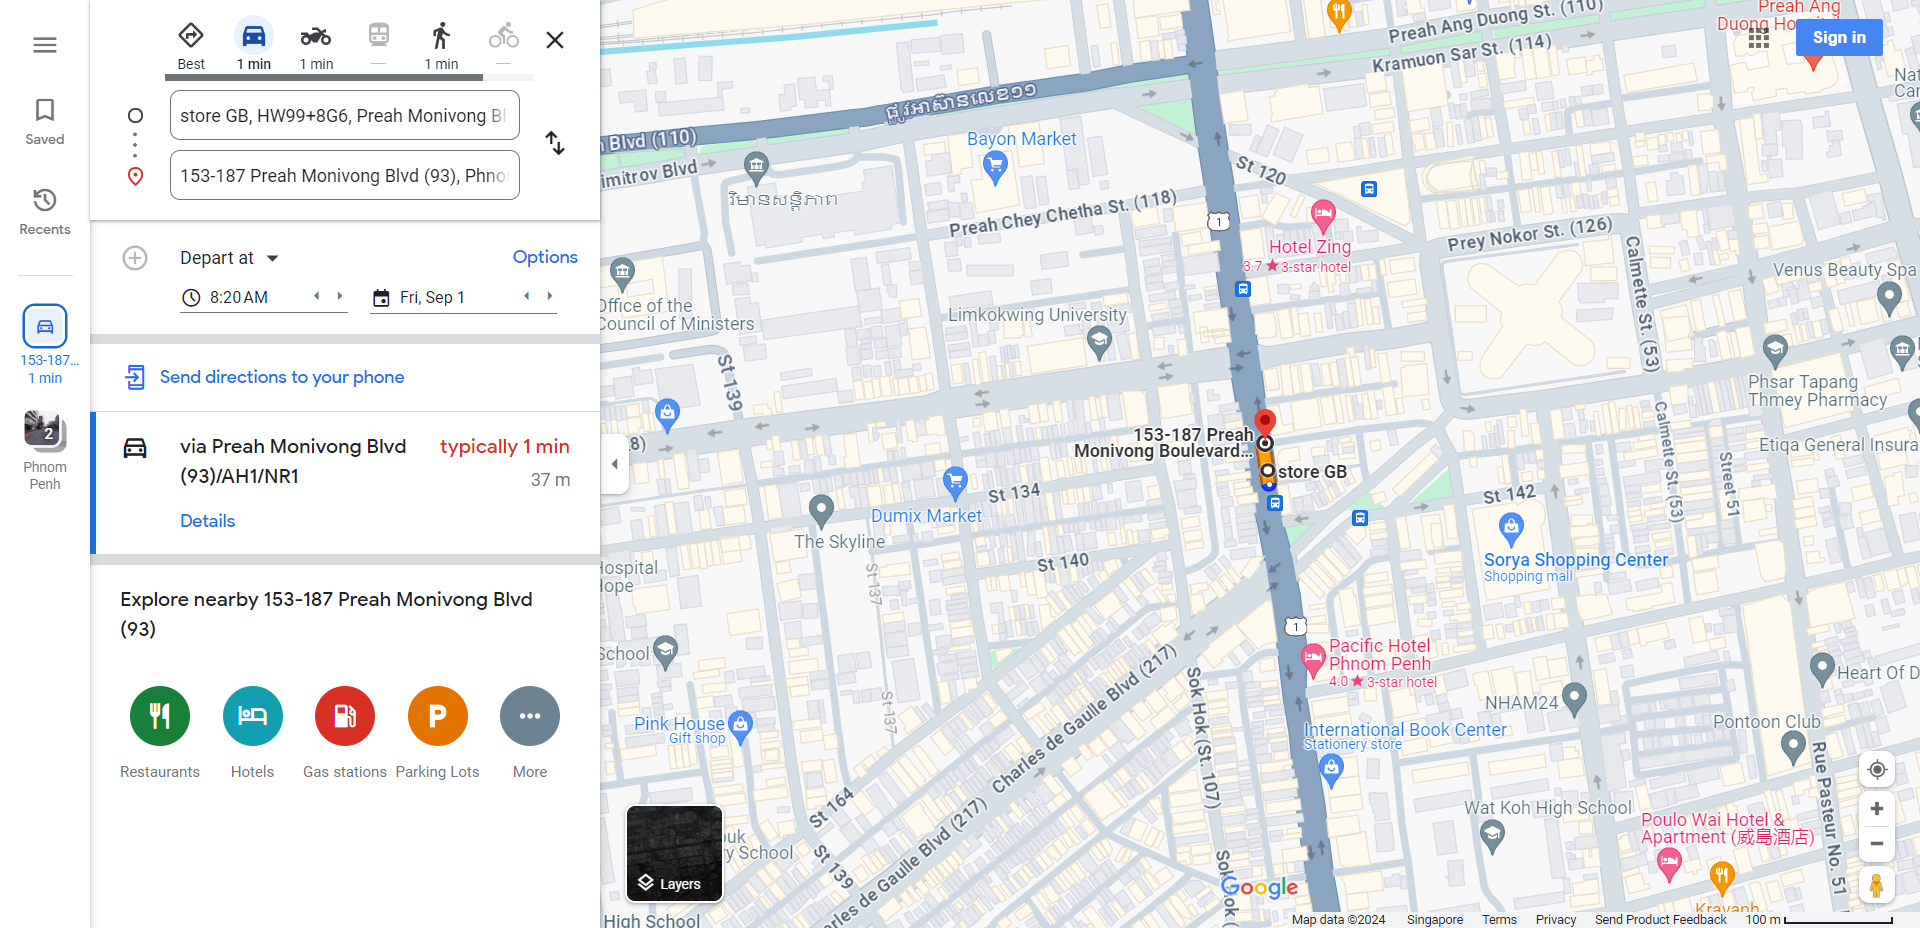 Best
1 min
1 min
—
1 min
—
store GB, HW99+8G6, Preah Monivong Bl
153-187 Preah Monivong Blvd (93), Phno
Saved
Recents
153-187...
1 min
2
Phnom
Penh
Depart at
Options
8:20 AM
Fri, Sep 1
Send directions to your phone
via Preah Monivong Blvd
(93)/AH1/NR1
typically 1 min
37 m
Details
Explore nearby 153-187 Preah Monivong Blvd
(93)
Restaurants
Hotels
Gas stations
P
Parking Lots
More
Layers
Sign in
Preah Ang
Duong Ho
Preah Ang Duong St. (110)
Kramuon Sar St. (114)
ផ្លូវអាស៊ានលេខ១១
Blvd (110)
Bayon Market
St 120
imitrov Blvd
វិមានសន្តិភាព
Preah Chey Chetha St. (118)
1
Hotel Zing
3.7 ★ 3-star hotel
Prey Nokor St. (126)
Calmette St. (53)
Venus Beauty Spa
Office of the
Council of Ministers
Limkokwing University
St 139
Phsar Tapang
Thmey Pharmacy
Calmette St. (53)
Etiqa General Insura
8)
153-187 Preah
Monivong Boulevard...
store GB
Street 51
St 134
St 142
Dumix Market
The Skyline
Sorya Shopping Center
Shopping mall
St 140
St 137
Hospital
Hope
1
School
Pacific Hotel
Phnom Penh
4.0 ★ 3-star hotel
Heart Of D
St 137
Sok Hok (St. 107)
Charles de Gaulle Blvd (217)
NHAM24
Pontoon Club
Pink House
Gift shop
International Book Center
Stationery store
Rue Pasteur No. 51
St 164
Wat Koh High School
Poulo Wai Hotel &
Apartment (威島酒店)
ouk
y School
St 139
arles de Gaulle Blvd (217)
Sok
Google
Kravanh
High School
Map data ©2024
Singapore
Terms
Privacy
Send Product Feedback
100 m